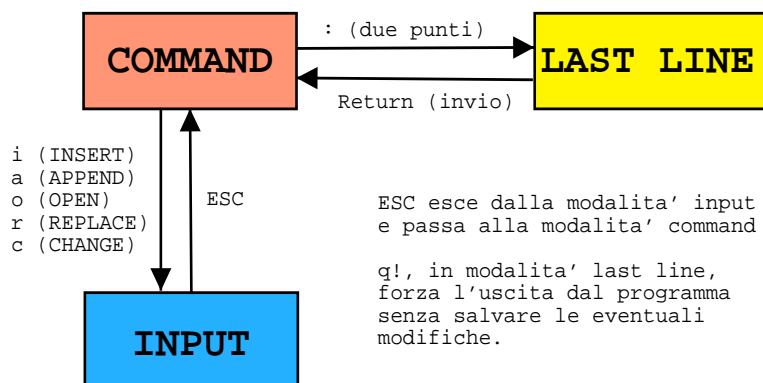 : (due punti)
COMMAND
LAST LINE
Return (invio)
i (INSERT)
a (APPEND)
o (OPEN)
r (REPLACE)
c (CHANGE)
ESC
ESC esce dalla modalita’ input
e passa alla modalita’ command
q!, in modalita’ last line,
forza l’uscita dal programma
senza salvare le eventuali
modifiche.
INPUT